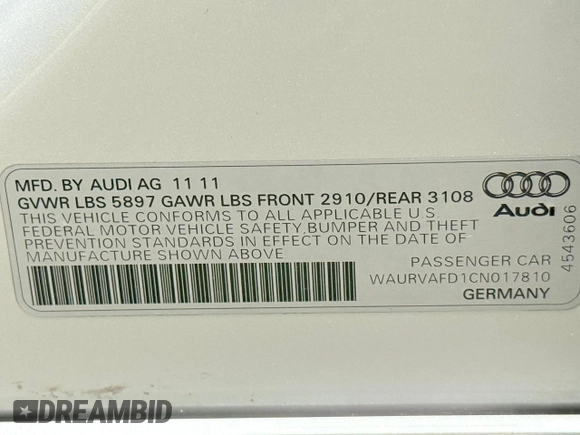 MFD. BY AUDI AG 11 11
GVWR LBS 5897 GAWR LBS FRONT 2910/REAR 3108
THIS VEHICLE CONFORMS TO ALL APPLICABLE U.S.
FEDERAL MOTOR VEHICLE SAFETY,BUMPER AND THEFT
PREVENTION STANDARDS IN EFFECT ON THE DATE OF
MANUFACTURE SHOWN ABOVE
Audi
PASSENGER CAR
WAURVAFD1CN017810
GERMANY
4543606
DREAMBID